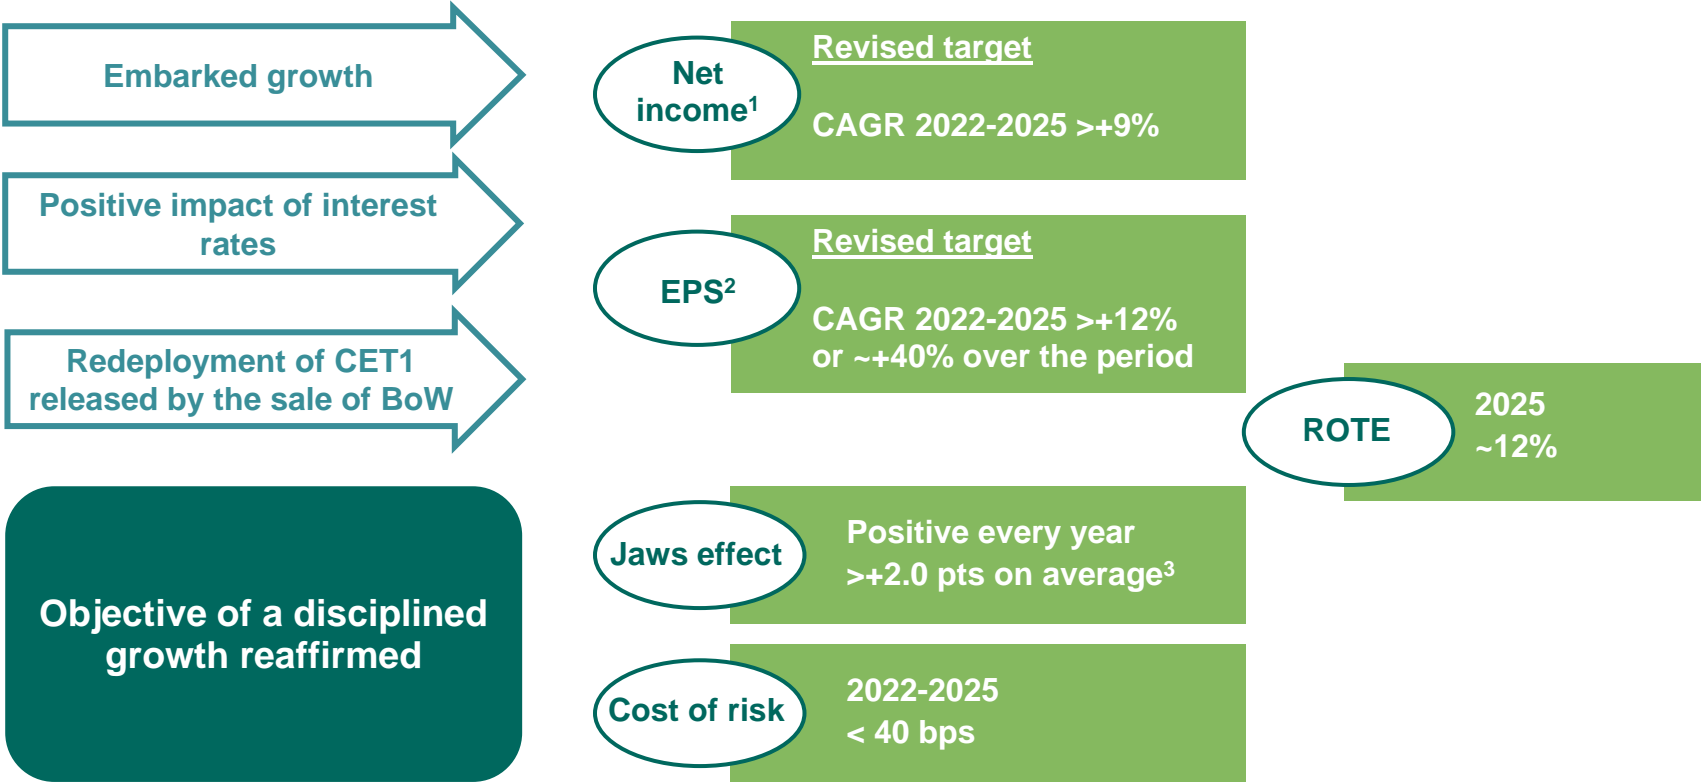 Embarked growth
Positive impact of interest
rates
Redeployment of CET1
released by the sale of BoW
Objective of a disciplined
growth reaffirmed
Net
income¹
Revised target
CAGR 2022-2025 >+9%
EPS²
Revised target
CAGR 2022-2025 >+12%
or ~+40% over the period
Jaws effect
Positive every year
>+2.0 pts on average³
Cost of risk
2022-2025
< 40 bps
ROTE
2025
~12%